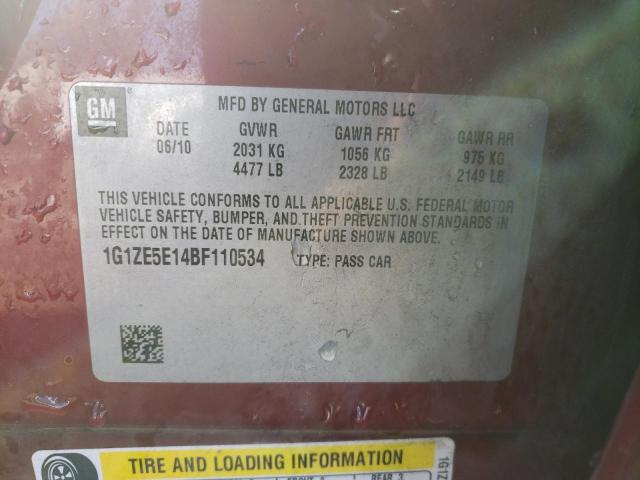 GM
MFD BY GENERAL MOTORS LLC
DATE GVWR GAWR FRT GAWR RR
06/10 2031 KG 1056 KG 975 KG
4477 LB 2328 LB 2149 LB
THIS VEHICLE CONFORMS TO ALL APPLICABLE U.S. FEDERAL MOTOR
VEHICLE SAFETY, BUMPER, AND THEFT PREVENTION STANDARDS IN
EFFECT ON THE DATE OF MANUFACTURE SHOWN ABOVE.
1G1ZE5E14BF110534 TYPE: PASS CAR
TIRE AND LOADING INFORMATION
1G1Z